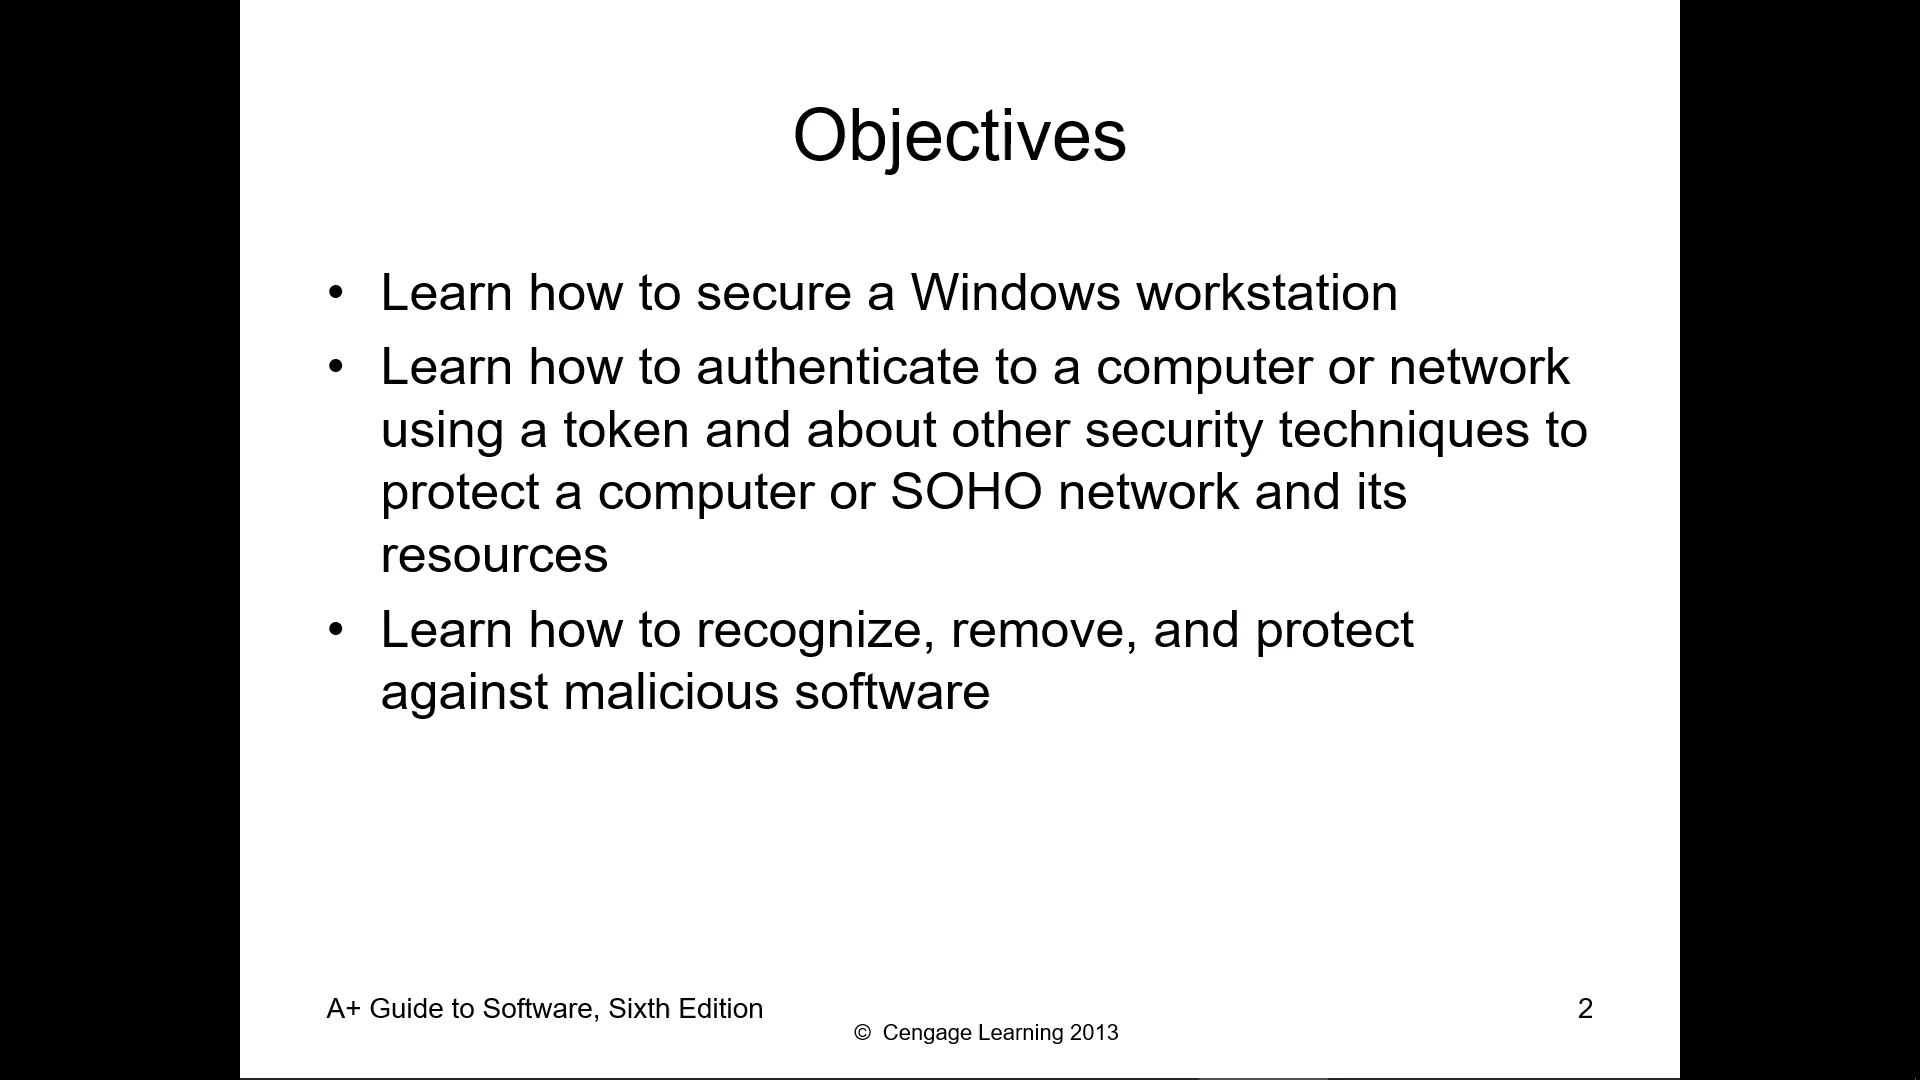 Objectives
• Learn how to secure a Windows workstation
• Learn how to authenticate to a computer or network
using a token and about other security techniques to
protect a computer or SOHO network and its
resources
• Learn how to recognize, remove, and protect
against malicious software
A+ Guide to Software, Sixth Edition
2
© Cengage Learning 2013